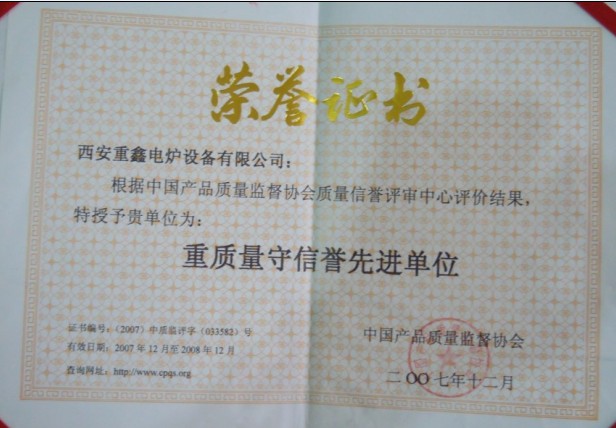 荣誉证书
西安重鑫电炉设备有限公司：
根据中国产品质量监督协会质量信誉评审中心评价结果，
特授予贵单位为：
重质量守信誉先进单位
证书编号：（2007）中质监评字（033582）号
有效日期：2007年12月至2008年12月
查询网址：http://www.cpqs.org
中国产品质量监督协会
二〇〇七年十二月